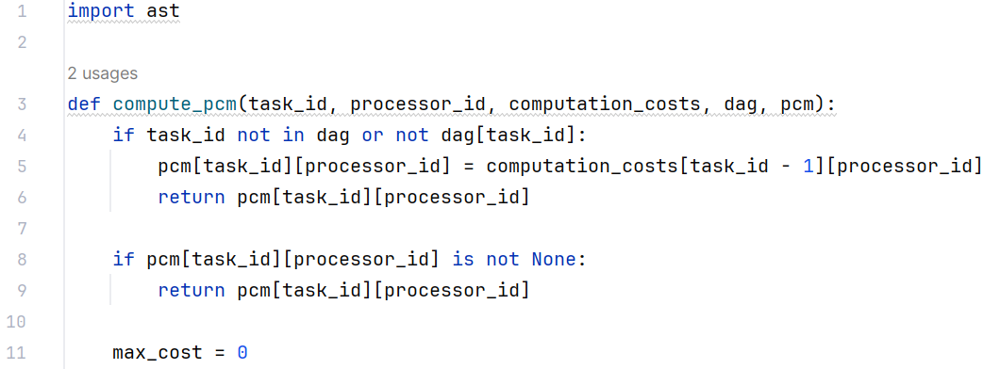 1 import ast
2
2 usages
3 def compute_pcm(task_id, processor_id, computation_costs, dag, pcm):
4     if task_id not in dag or not dag[task_id]:
5         pcm[task_id][processor_id] = computation_costs[task_id - 1][processor_id]
6         return pcm[task_id][processor_id]
7
8     if pcm[task_id][processor_id] is not None:
9         return pcm[task_id][processor_id]
10
11     max_cost = 0